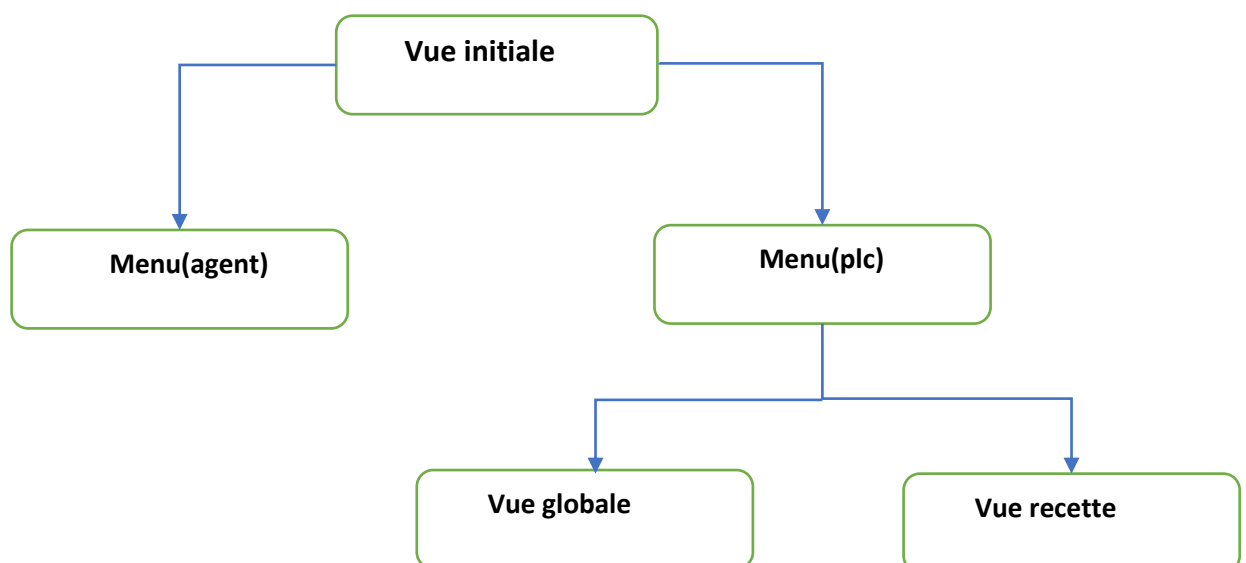 Vue initiale
Menu(agent)
Menu(plc)
Vue globale
Vue recette